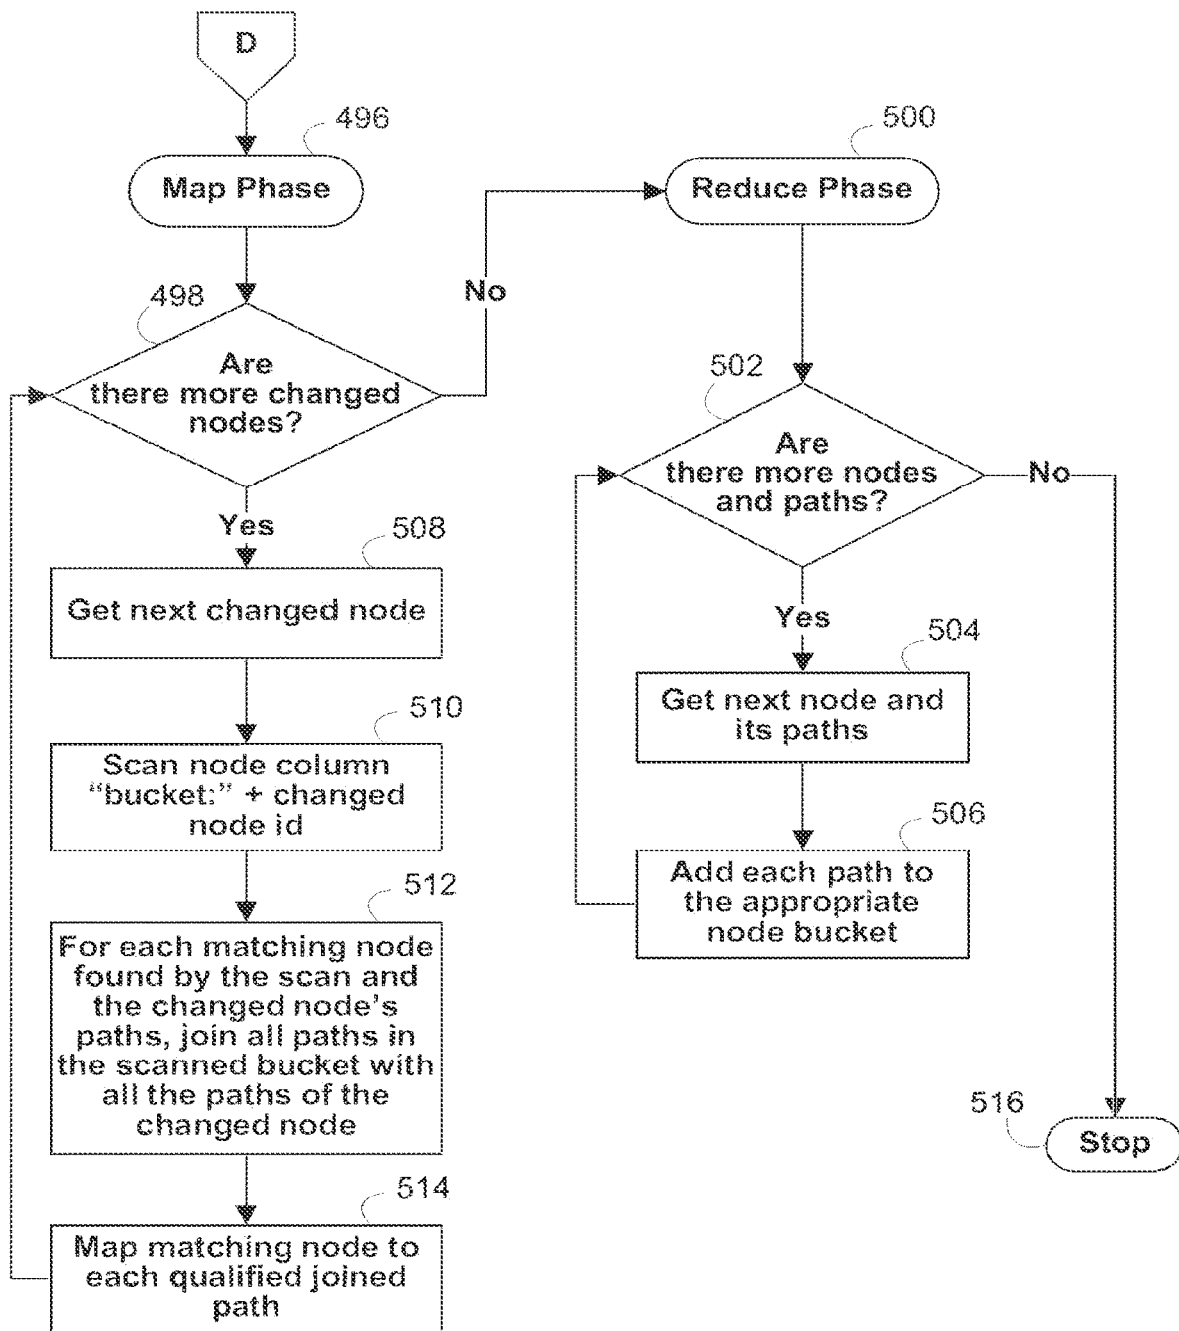 D
496
Map Phase
498
Are
there more changed
nodes?
No
Yes
508
Get next changed node
510
Scan node column
“bucket:” + changed
node id
512
For each matching node
found by the scan and
the changed node’s
paths, join all paths in
the scanned bucket with
all the paths of the
changed node
514
Map matching node to
each qualified joined
path
500
Reduce Phase
502
Are
there more nodes
and paths?
No
Yes
504
Get next node and
its paths
506
Add each path to
the appropriate
node bucket
516
Stop